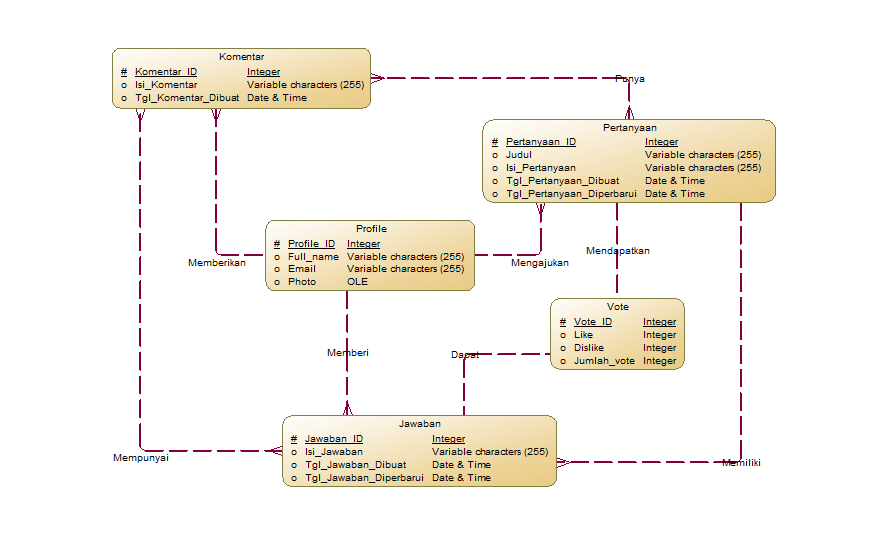 Komentar
# Komentar_ID Integer
o Isi_Komentar Variable characters (255)
o Tgl_Komentar_Dibuat Date & Time
Punya
Pertanyaan
# Pertanyaan_ID Integer
o Judul Variable characters (255)
o Isi_Pertanyaan Variable characters (255)
o Tgl_Pertanyaan_Dibuat Date & Time
o Tgl_Pertanyaan_Diperbarui Date & Time
Profile
# Profile_ID Integer
o Full_name Variable characters (255)
o Email Variable characters (255)
o Photo OLE
Memberikan
Mengajukan
Mendapatkan
Vote
# Vote_ID Integer
o Like Integer
o Dislike Integer
o Jumlah_vote Integer
Memberi
Dapat
Jawaban
# Jawaban_ID Integer
o Isi_Jawaban Variable characters (255)
o Tgl_Jawaban_Dibuat Date & Time
o Tgl_Jawaban_Diperbarui Date & Time
Mempunyai
Memiliki